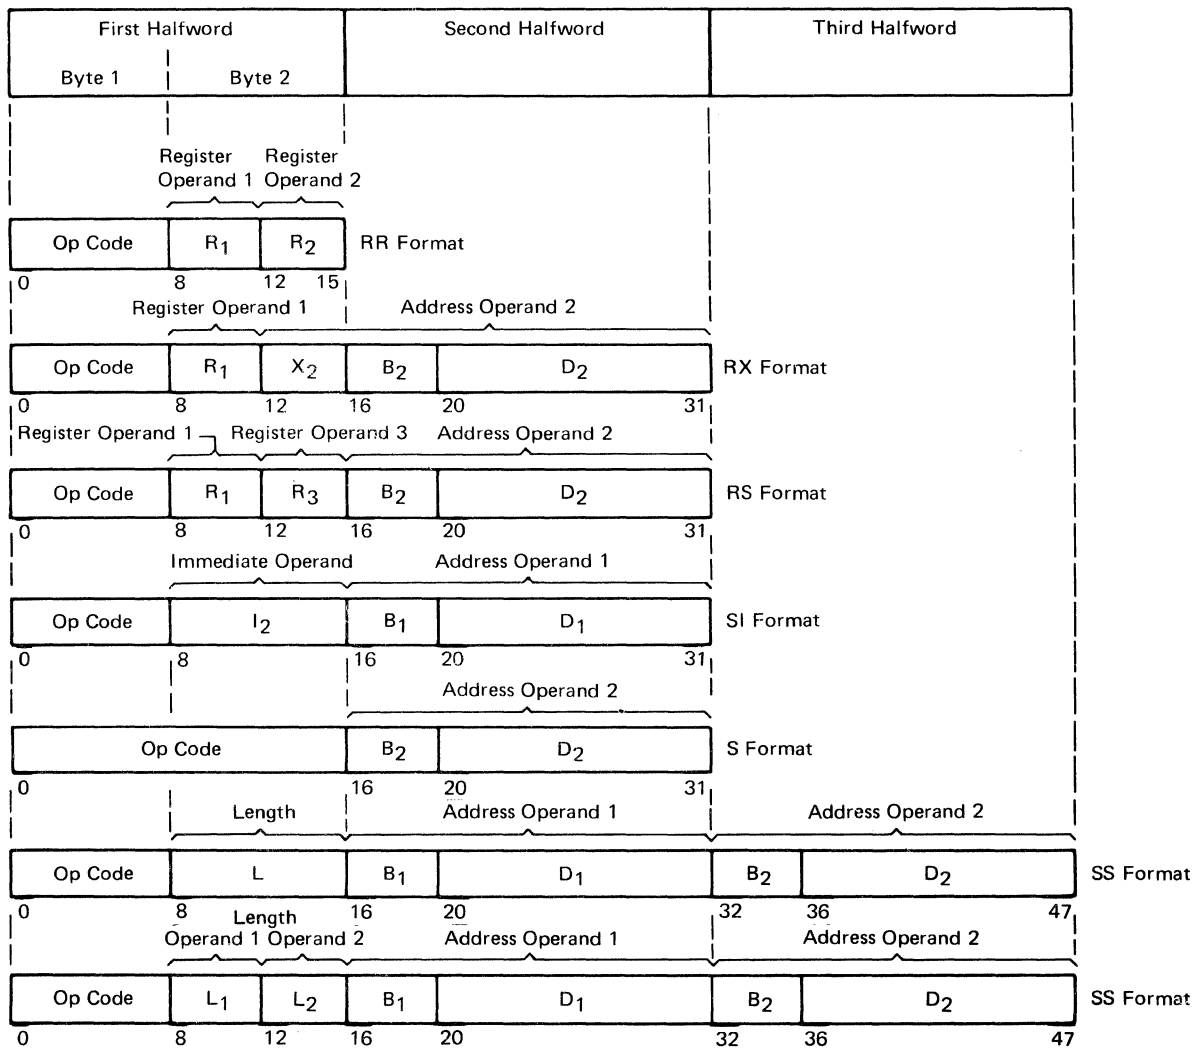 First Halfword Second Halfword Third Halfword
Byte 1 Byte 2
Register Register
Operand 1 Operand 2
Op Code R1 R2 RR Format
0 8 12 15
Register Operand 1 Address Operand 2
Op Code R1 X2 B2 D2 RX Format
0 8 12 16 20 31
Register Operand 1 Register Operand 3 Address Operand 2
Op Code R1 R3 B2 D2 RS Format
0 8 12 16 20 31
Immediate Operand Address Operand 1
Op Code I2 B1 D1 SI Format
0 8 16 20 31
Address Operand 2
Op Code B2 D2 S Format
0 16 20 31
Length Address Operand 1 Address Operand 2
Op Code L B1 D1 B2 D2 SS Format
0 8 16 20 32 36 47
Length
Operand 1 Operand 2 Address Operand 1 Address Operand 2
Op Code L1 L2 B1 D1 B2 D2 SS Format
0 8 12 16 20 32 36 47